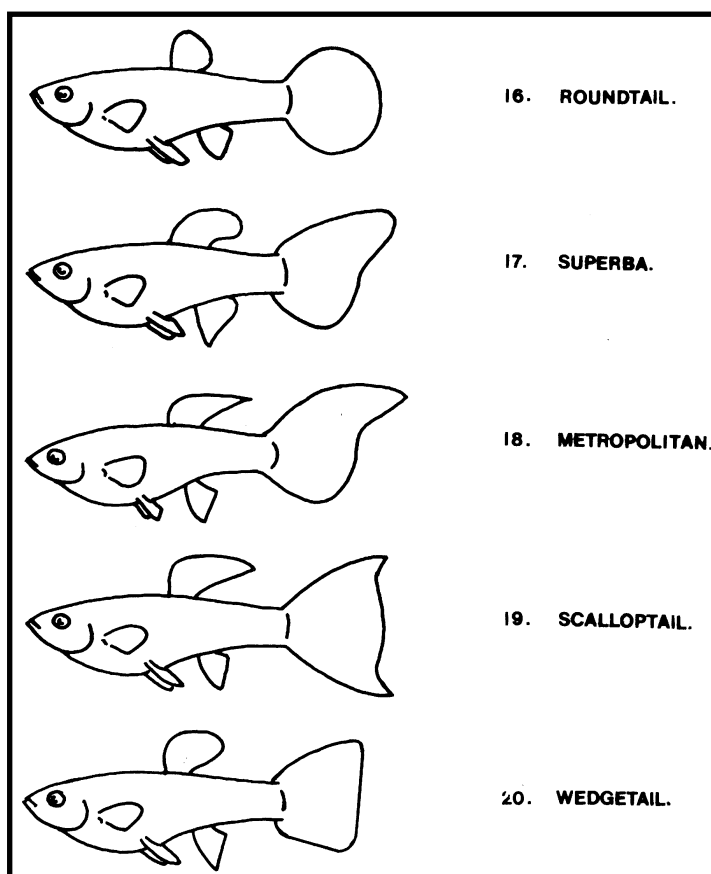 16. ROUNDTAIL.
17. SUPERBA.
18. METROPOLITAN.
19. SCALLOPTAIL.
20. WEDGETAIL.